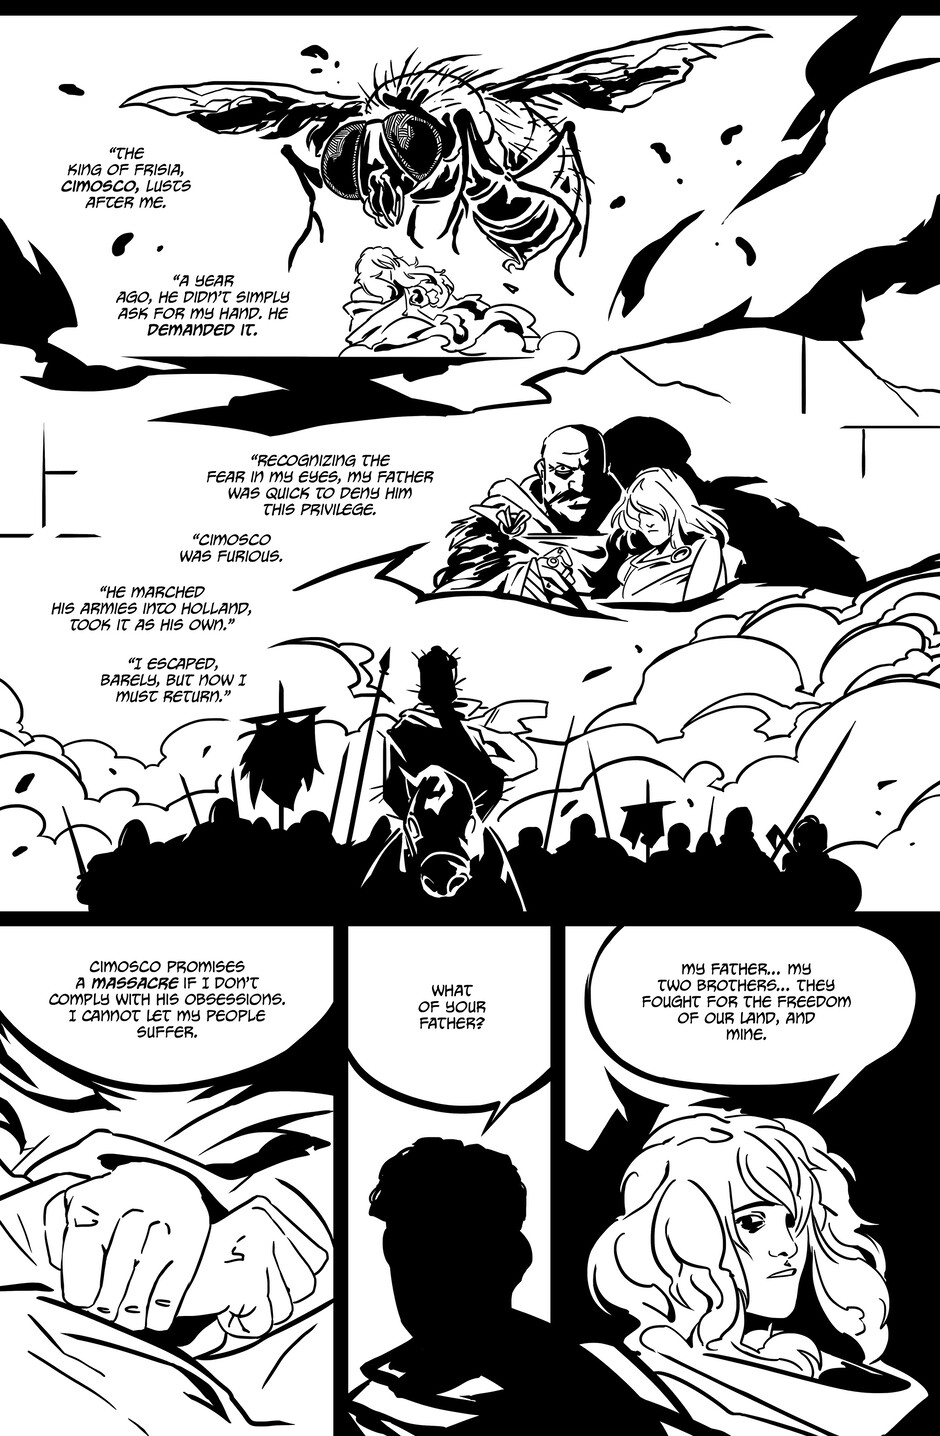 “THE
KING OF FRISIA,
CIMOSCO, LUSTS
AFTER ME.
“A YEAR
AGO, HE DIDN'T SIMPLY
ASK FOR MY HAND. HE
DEMANDED IT.
“RECOGNIZING THE
FEAR IN MY EYES, MY FATHER
WAS QUICK TO DENY HIM
THIS PRIVILEGE.
“CIMOSCO
WAS FURIOUS.
“HE MARCHED
HIS ARMIES INTO HOLLAND,
TOOK IT AS HIS OWN.”
“I ESCAPED,
BARELY, BUT NOW I
MUST RETURN.”
CIMOSCO PROMISES
A MASSACRE IF I DON'T
COMPLY WITH HIS OBSESSIONS.
I CANNOT LET MY PEOPLE
SUFFER.
WHAT
OF YOUR
FATHER?
MY FATHER... MY
TWO BROTHERS... THEY
FOUGHT FOR THE FREEDOM
OF OUR LAND, AND
MINE.